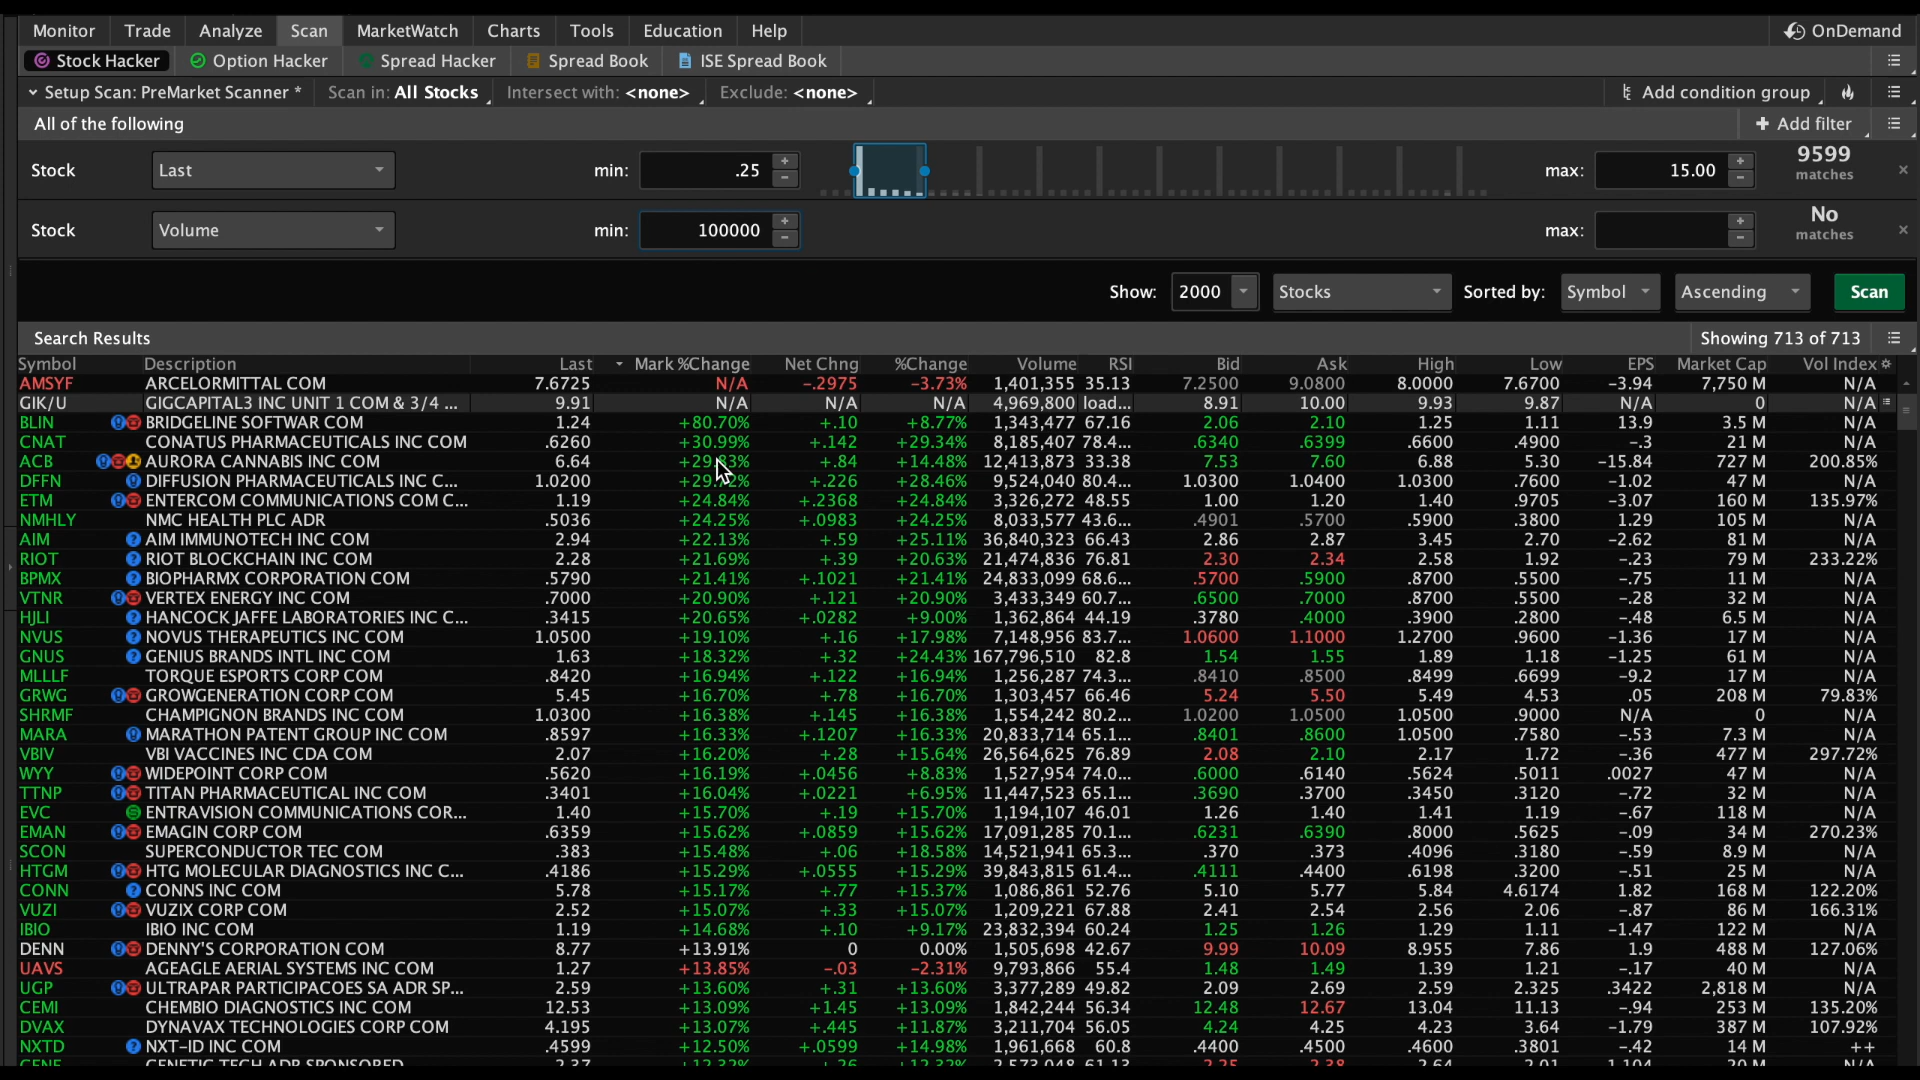 Monitor Trade Analyze Scan MarketWatch Charts Tools Education Help OnDemand
Stock Hacker Option Hacker Spread Hacker Spread Book ISE Spread Book
Setup Scan: PreMarket Scanner * Scan in: All Stocks Intersect with: <none> Exclude: <none> Add condition group
All of the following + Add filter
Stock Last min: .25 max: 15.00 9599 matches
Stock Volume min: 100000 max: No matches
Show: 2000 Stocks Sorted by: Symbol Ascending Scan
Search Results Showing 713 of 713
Symbol Description Last Mark %Change Net Chng %Change Volume RSI Bid Ask High Low EPS Market Cap Vol Index
AMSYF ARCELORMITTAL COM 7.6725 N/A -.2975 -3.73% 1,401,355 35.13 7.2500 9.0800 8.0000 7.6700 -3.94 7,750 M N/A
GIK/U GIGCAPITAL3 INC UNIT 1 COM & 3/4 ... 9.91 N/A N/A N/A 4,969,800 load... 8.91 10.00 9.93 9.87 N/A 0 N/A
BLIN BRIDGELINE SOFTWAR COM 1.24 +80.70% +.10 +8.77% 1,343,477 67.16 2.06 2.10 1.25 1.11 13.9 3.5 M N/A
CNAT CONATUS PHARMACEUTICALS INC COM .6260 +30.99% +.142 +29.34% 8,185,407 78.4... .6340 .6399 .6600 .4900 -.3 21 M N/A
ACB AURORA CANNABIS INC COM 6.64 +.84 +14.48% 12,413,873 33.38 7.53 7.60 6.88 5.30 -15.84 727 M 200.85%
DFFN DIFFUSION PHARMACEUTICALS INC C... 1.0200 +.226 +28.46% 9,524,040 80.4... 1.0300 1.0400 1.0300 .7600 -1.02 47 M N/A
ETM ENTERCOM COMMUNICATIONS COM C... 1.19 +24.84% +.2368 +24.84% 3,326,272 48.55 1.00 1.20 1.40 .9705 -3.07 160 M 135.97%
NMHLY NMC HEALTH PLC ADR .5036 +24.25% +.0983 +24.25% 8,033,577 43.6... .4901 .5700 .5900 .3800 1.29 105 M N/A
AIM AIM IMMUNOTECH INC COM 2.94 +22.13% +.59 +25.11% 36,840,323 66.43 2.86 2.87 3.45 2.70 -2.62 81 M N/A
RIOT RIOT BLOCKCHAIN INC COM 2.28 +21.69% +.39 +20.63% 21,474,836 76.81 2.30 2.34 2.58 1.92 -.23 79 M 233.22%
BPMX BIOPHARMX CORPORATION COM .5790 +21.41% +.1021 +21.41% 24,833,099 68.6... .5700 .5900 .8700 .5500 -.75 11 M N/A
VTNR VERTEX ENERGY INC COM .7000 +20.90% +.121 +20.90% 3,433,349 60.7... .6500 .7000 .8700 .5500 -.28 32 M N/A
HJLI HANCOCK JAFFE LABORATORIES INC C... .3415 +20.65% +.0282 +9.00% 1,362,864 44.19 .3780 .4000 .3900 .2800 -.48 6.5 M N/A
NVUS NOVUS THERAPEUTICS INC COM 1.0500 +19.10% +.16 +17.98% 7,148,956 83.7... 1.0600 1.1000 1.2700 .9600 -1.36 17 M N/A
GNUS GENIUS BRANDS INTL INC COM 1.63 +18.32% +.32 +24.43% 167,796,510 82.8 1.54 1.55 1.89 1.18 -1.25 61 M N/A
MLLLF TORQUE ESPORTS CORP COM .8420 +16.94% +.122 +16.94% 1,256,287 74.3... .8410 .8500 .8499 .6699 -9.2 17 M N/A
GRWG GROWGENERATION CORP COM 5.45 +16.70% +.78 +16.70% 1,303,457 66.46 5.24 5.50 5.49 4.53 .05 208 M 79.83%
SHRMF CHAMPIGNON BRANDS INC COM 1.0300 +16.38% +.145 +16.38% 1,554,242 80.2... 1.0200 1.0500 1.0500 .9000 N/A 0 N/A
MARA MARATHON PATENT GROUP INC COM .8597 +16.33% +.1207 +16.33% 20,833,714 65.1... .8401 .8600 1.0500 .7580 -.53 7.3 M N/A
VBIV VBI VACCINES INC CDA COM 2.07 +16.20% +.28 +15.64% 26,564,625 76.89 2.08 2.10 2.17 1.72 -.36 477 M 297.72%
WYY WIDEPOINT CORP COM .5620 +16.19% +.0456 +8.83% 1,527,954 74.0... .6000 .6140 .5624 .5011 .0027 47 M N/A
TTNP TITAN PHARMACEUTICAL INC COM .3401 +16.04% +.0221 +6.95% 11,447,523 65.1... .3690 .3700 .3450 .3120 -.72 32 M N/A
EVC ENTRAVISION COMMUNICATIONS COR... 1.40 +15.70% +.19 +15.70% 1,194,107 46.01 1.26 1.40 1.41 1.19 -.67 118 M N/A
EMAN EMAGIN CORP COM .6359 +15.62% +.0859 +15.62% 17,091,285 70.1... .6231 .6390 .8000 .5625 -.09 34 M 270.23%
SCON SUPERCONDUCTOR TEC COM .383 +15.48% +.06 +18.58% 14,521,941 65.3... .370 .373 .4096 .3180 -.59 8.9 M N/A
HTGM HTG MOLECULAR DIAGNOSTICS INC C... .4186 +15.29% +.0555 +15.29% 39,843,815 61.4... .4111 .4400 .6198 .3200 -.51 25 M N/A
CONN CONNS INC COM 5.78 +15.17% +.77 +15.37% 1,086,861 52.76 5.10 5.77 5.84 4.6174 1.82 168 M 122.20%
VUZI VUZIX CORP COM 2.52 +15.07% +.33 +15.07% 1,209,221 67.88 2.41 2.54 2.56 2.06 -.87 86 M 166.31%
IBIO IBIO INC COM 1.19 +14.68% +.10 +9.17% 23,832,394 60.24 1.25 1.26 1.29 1.11 -1.47 122 M N/A
DENN DENNY'S CORPORATION COM 8.77 +13.91% 0 0.00% 1,505,698 42.67 9.99 10.09 8.955 7.86 1.9 488 M 127.06%
UAVS AGEAGLE AERIAL SYSTEMS INC COM 1.27 +13.85% -.03 -2.31% 9,793,866 55.4 1.48 1.49 1.39 1.21 -.17 40 M N/A
UGP ULTRAPAR PARTICIPACOES SA ADR SP... 2.59 +13.60% +.31 +13.60% 3,377,289 49.82 2.09 2.69 2.59 2.325 .3422 2,818 M N/A
CEMI CHEMBIO DIAGNOSTICS INC COM 12.53 +13.09% +1.45 +13.09% 1,842,244 56.34 12.48 12.67 13.04 11.13 -.94 253 M 135.20%
DVAX DYNAVAX TECHNOLOGIES CORP COM 4.195 +13.07% +.445 +11.87% 3,211,704 56.05 4.24 4.25 4.23 3.64 -1.79 387 M 107.92%
NXTD NXT-ID INC COM .4599 +12.50% +.0599 +14.98% 1,961,668 60.8 .4400 .4500 .4600 .3801 -.42 14 M ++